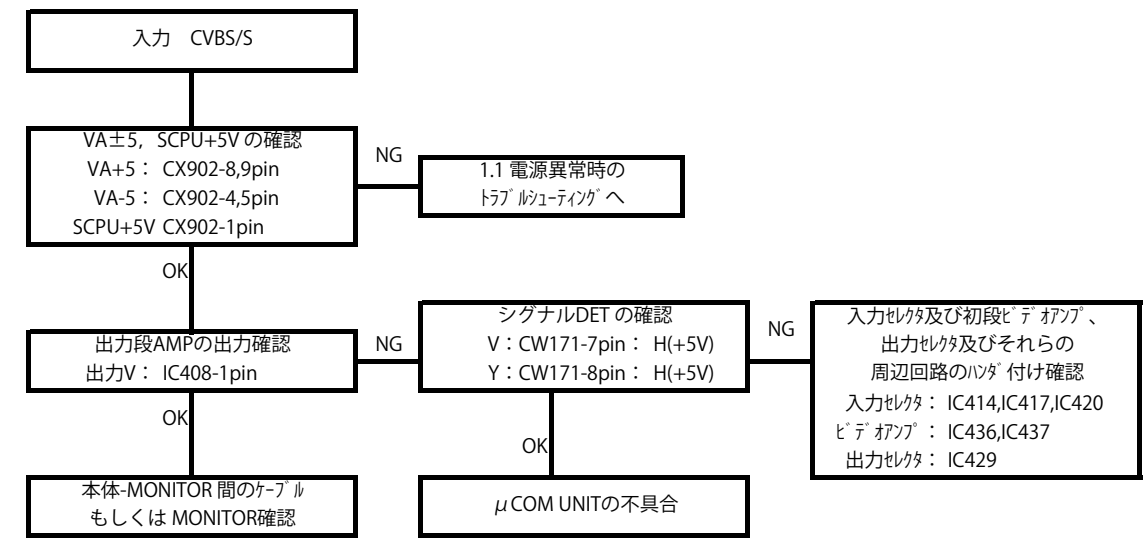 入力　CVBS/S
VA±5，SCPU+5V の確認
VA+5： CX902-8,9pin
VA-5： CX902-4,5pin
SCPU+5V CX902-1pin
NG
1.1 電源異常時の
ﾄﾗﾌﾞﾙｼｭｰﾃｨﾝｸﾞへ
OK
出力段AMPの出力確認
出力V： IC408-1pin
NG
シグナルDET の確認
V：CW171-7pin： H(+5V)
Y：CW171-8pin： H(+5V)
NG
入力ｾﾚｸﾀ及び初段ﾋﾞﾃﾞｵｱﾝﾌﾟ、
出力ｾﾚｸﾀ及びそれらの
周辺回路のﾊﾝﾀﾞ付け確認
入力ｾﾚｸﾀ： IC414,IC417,IC420
ﾋﾞﾃﾞｵｱﾝﾌﾟ： IC436,IC437
出力ｾﾚｸﾀ： IC429
OK
本体-MONITOR 間のｹｰﾌﾞﾙ
もしくは MONITOR確認
OK
μCOM UNITの不具合